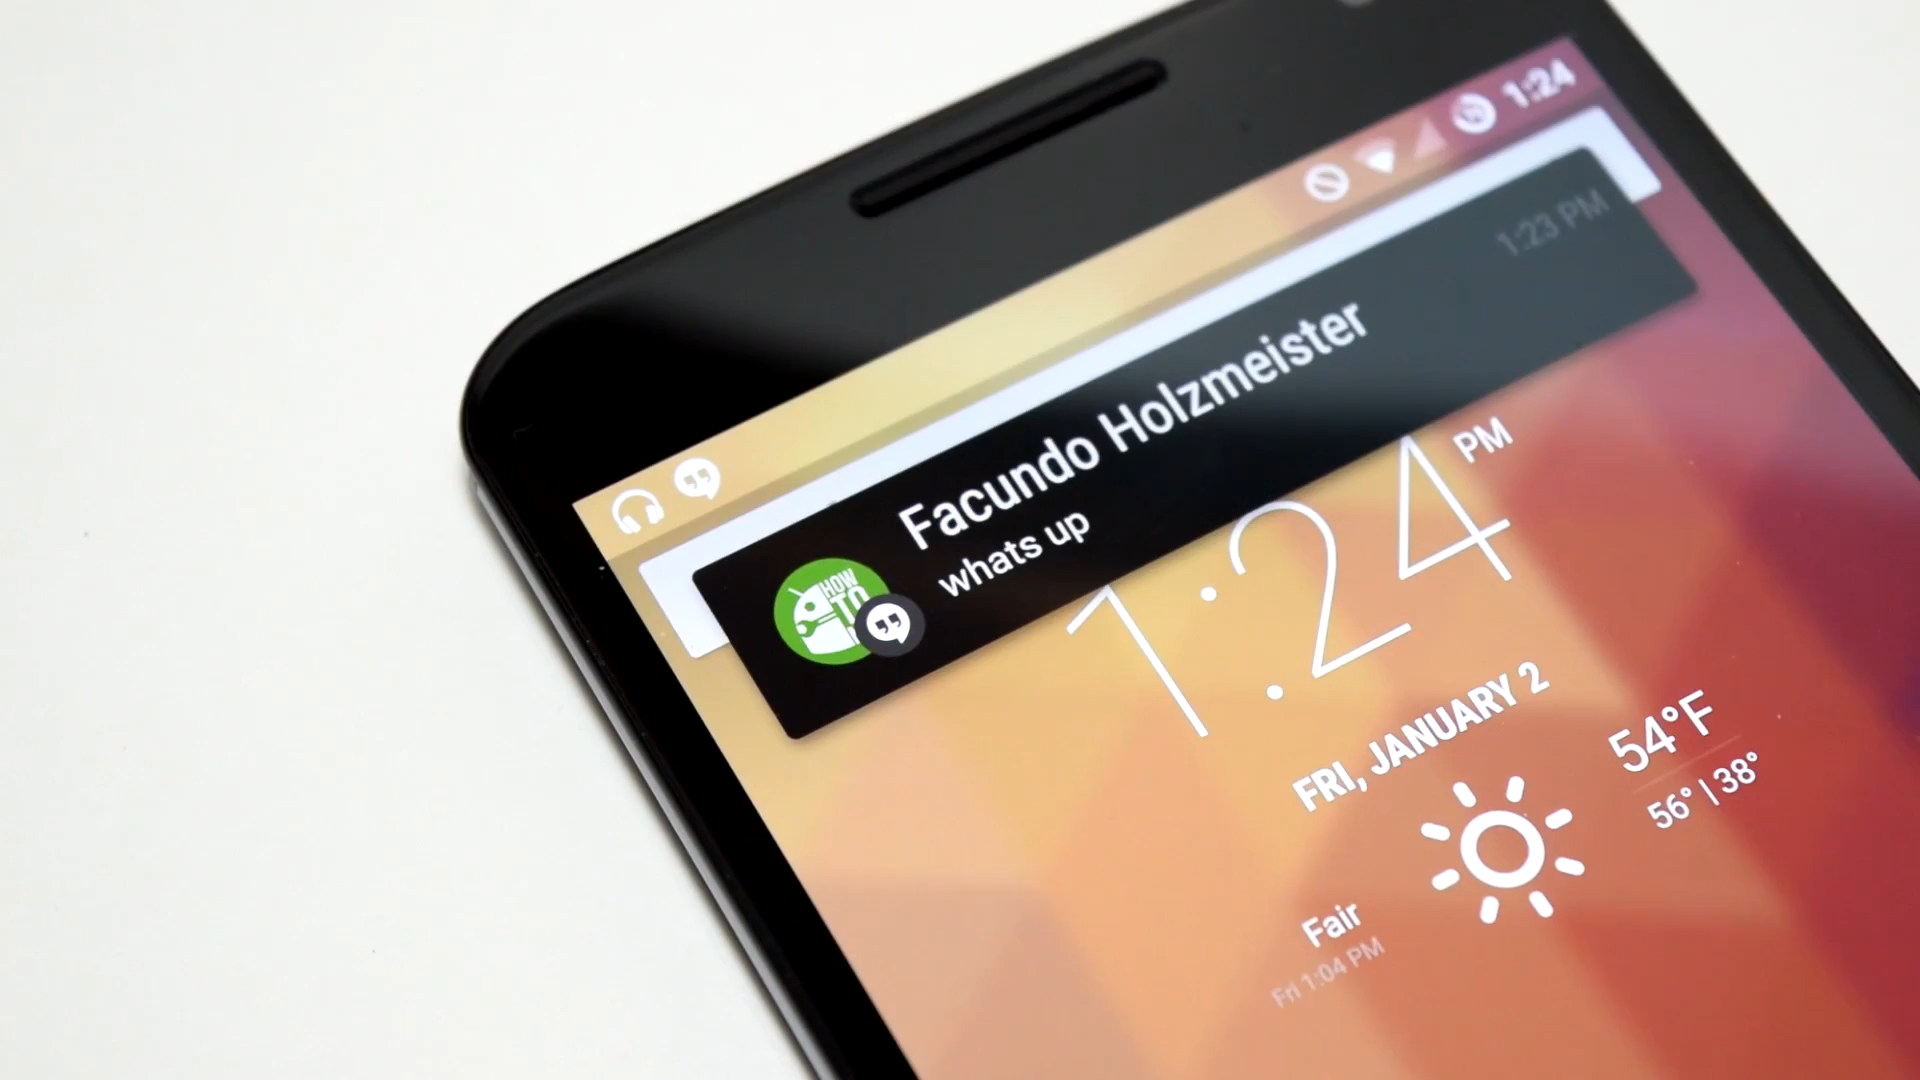 1:24
1:23 PM
Facundo Holzmeister
whats up
HOW
TO
1:24 PM
FRI, JANUARY 2
54°F
56° | 38°
Fair
Fri 1:04 PM